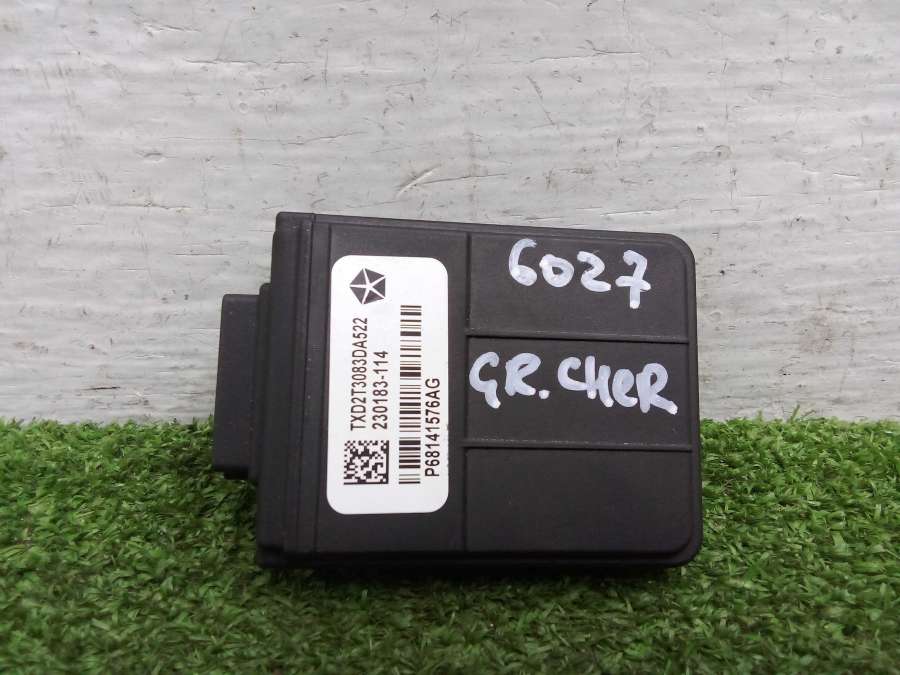 TXD2T3083DA522
230183-114
P68141576AG
6027
GR.CHER